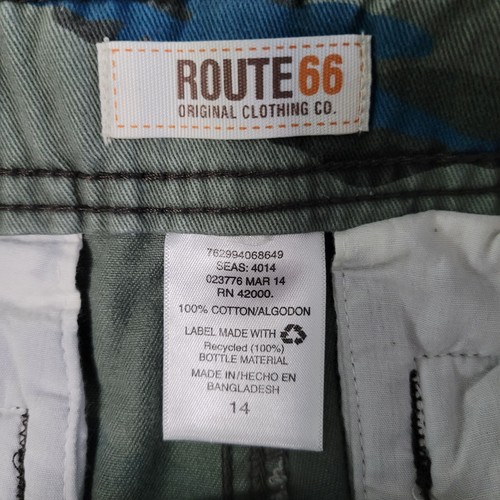 ROUTE 66
ORIGINAL CLOTHING CO.
762994068649
SEAS: 4014
023776 MAR 14
RN 42000.
100% COTTON/ALGODON
LABEL MADE WITH
Recycled (100%)
BOTTLE MATERIAL
MADE IN/HECHO EN
BANGLADESH
14